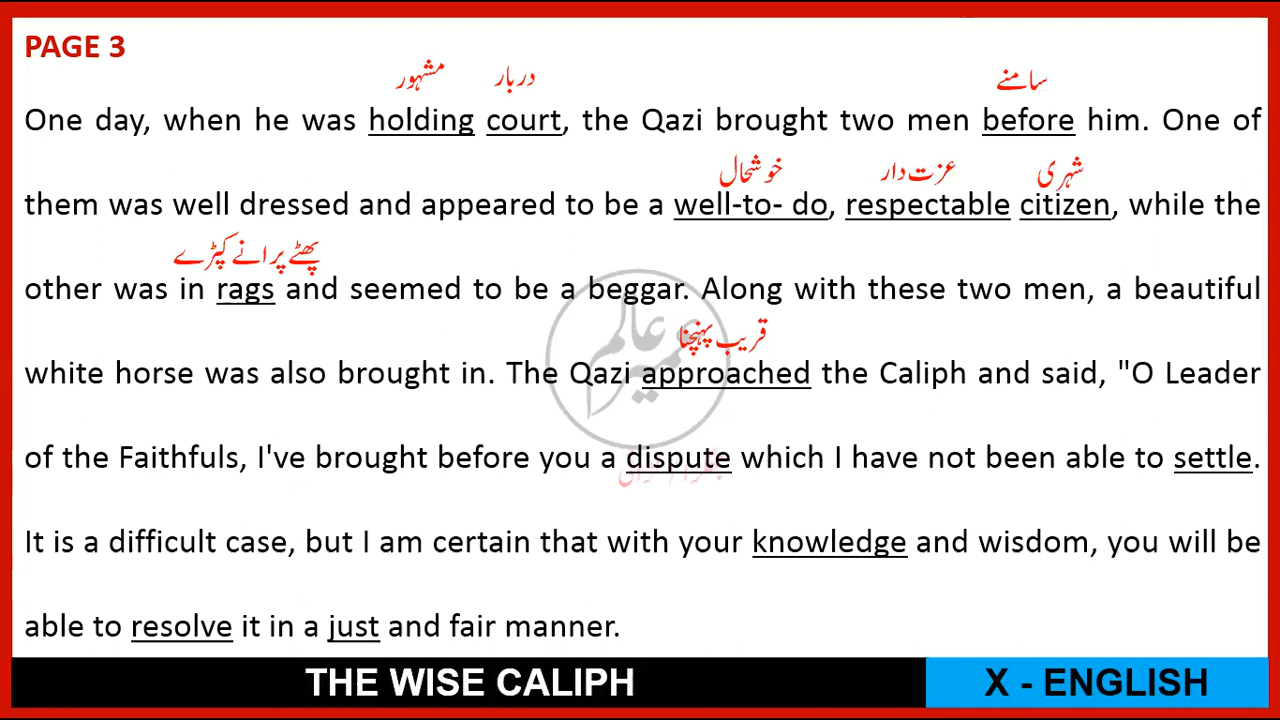 PAGE 3
مشہور دربار سامنے
One day, when he was holding court, the Qazi brought two men before him. One of
خوشحال عزت دار شہری
them was well dressed and appeared to be a well-to- do, respectable citizen, while the
پھٹے پرانے کپڑے
other was in rags and seemed to be a beggar. Along with these two men, a beautiful
قریب پہنچنا
white horse was also brought in. The Qazi approached the Caliph and said, "O Leader
of the Faithfuls, I've brought before you a dispute which I have not been able to settle.
It is a difficult case, but I am certain that with your knowledge and wisdom, you will be
able to resolve it in a just and fair manner.
THE WISE CALIPH
X - ENGLISH